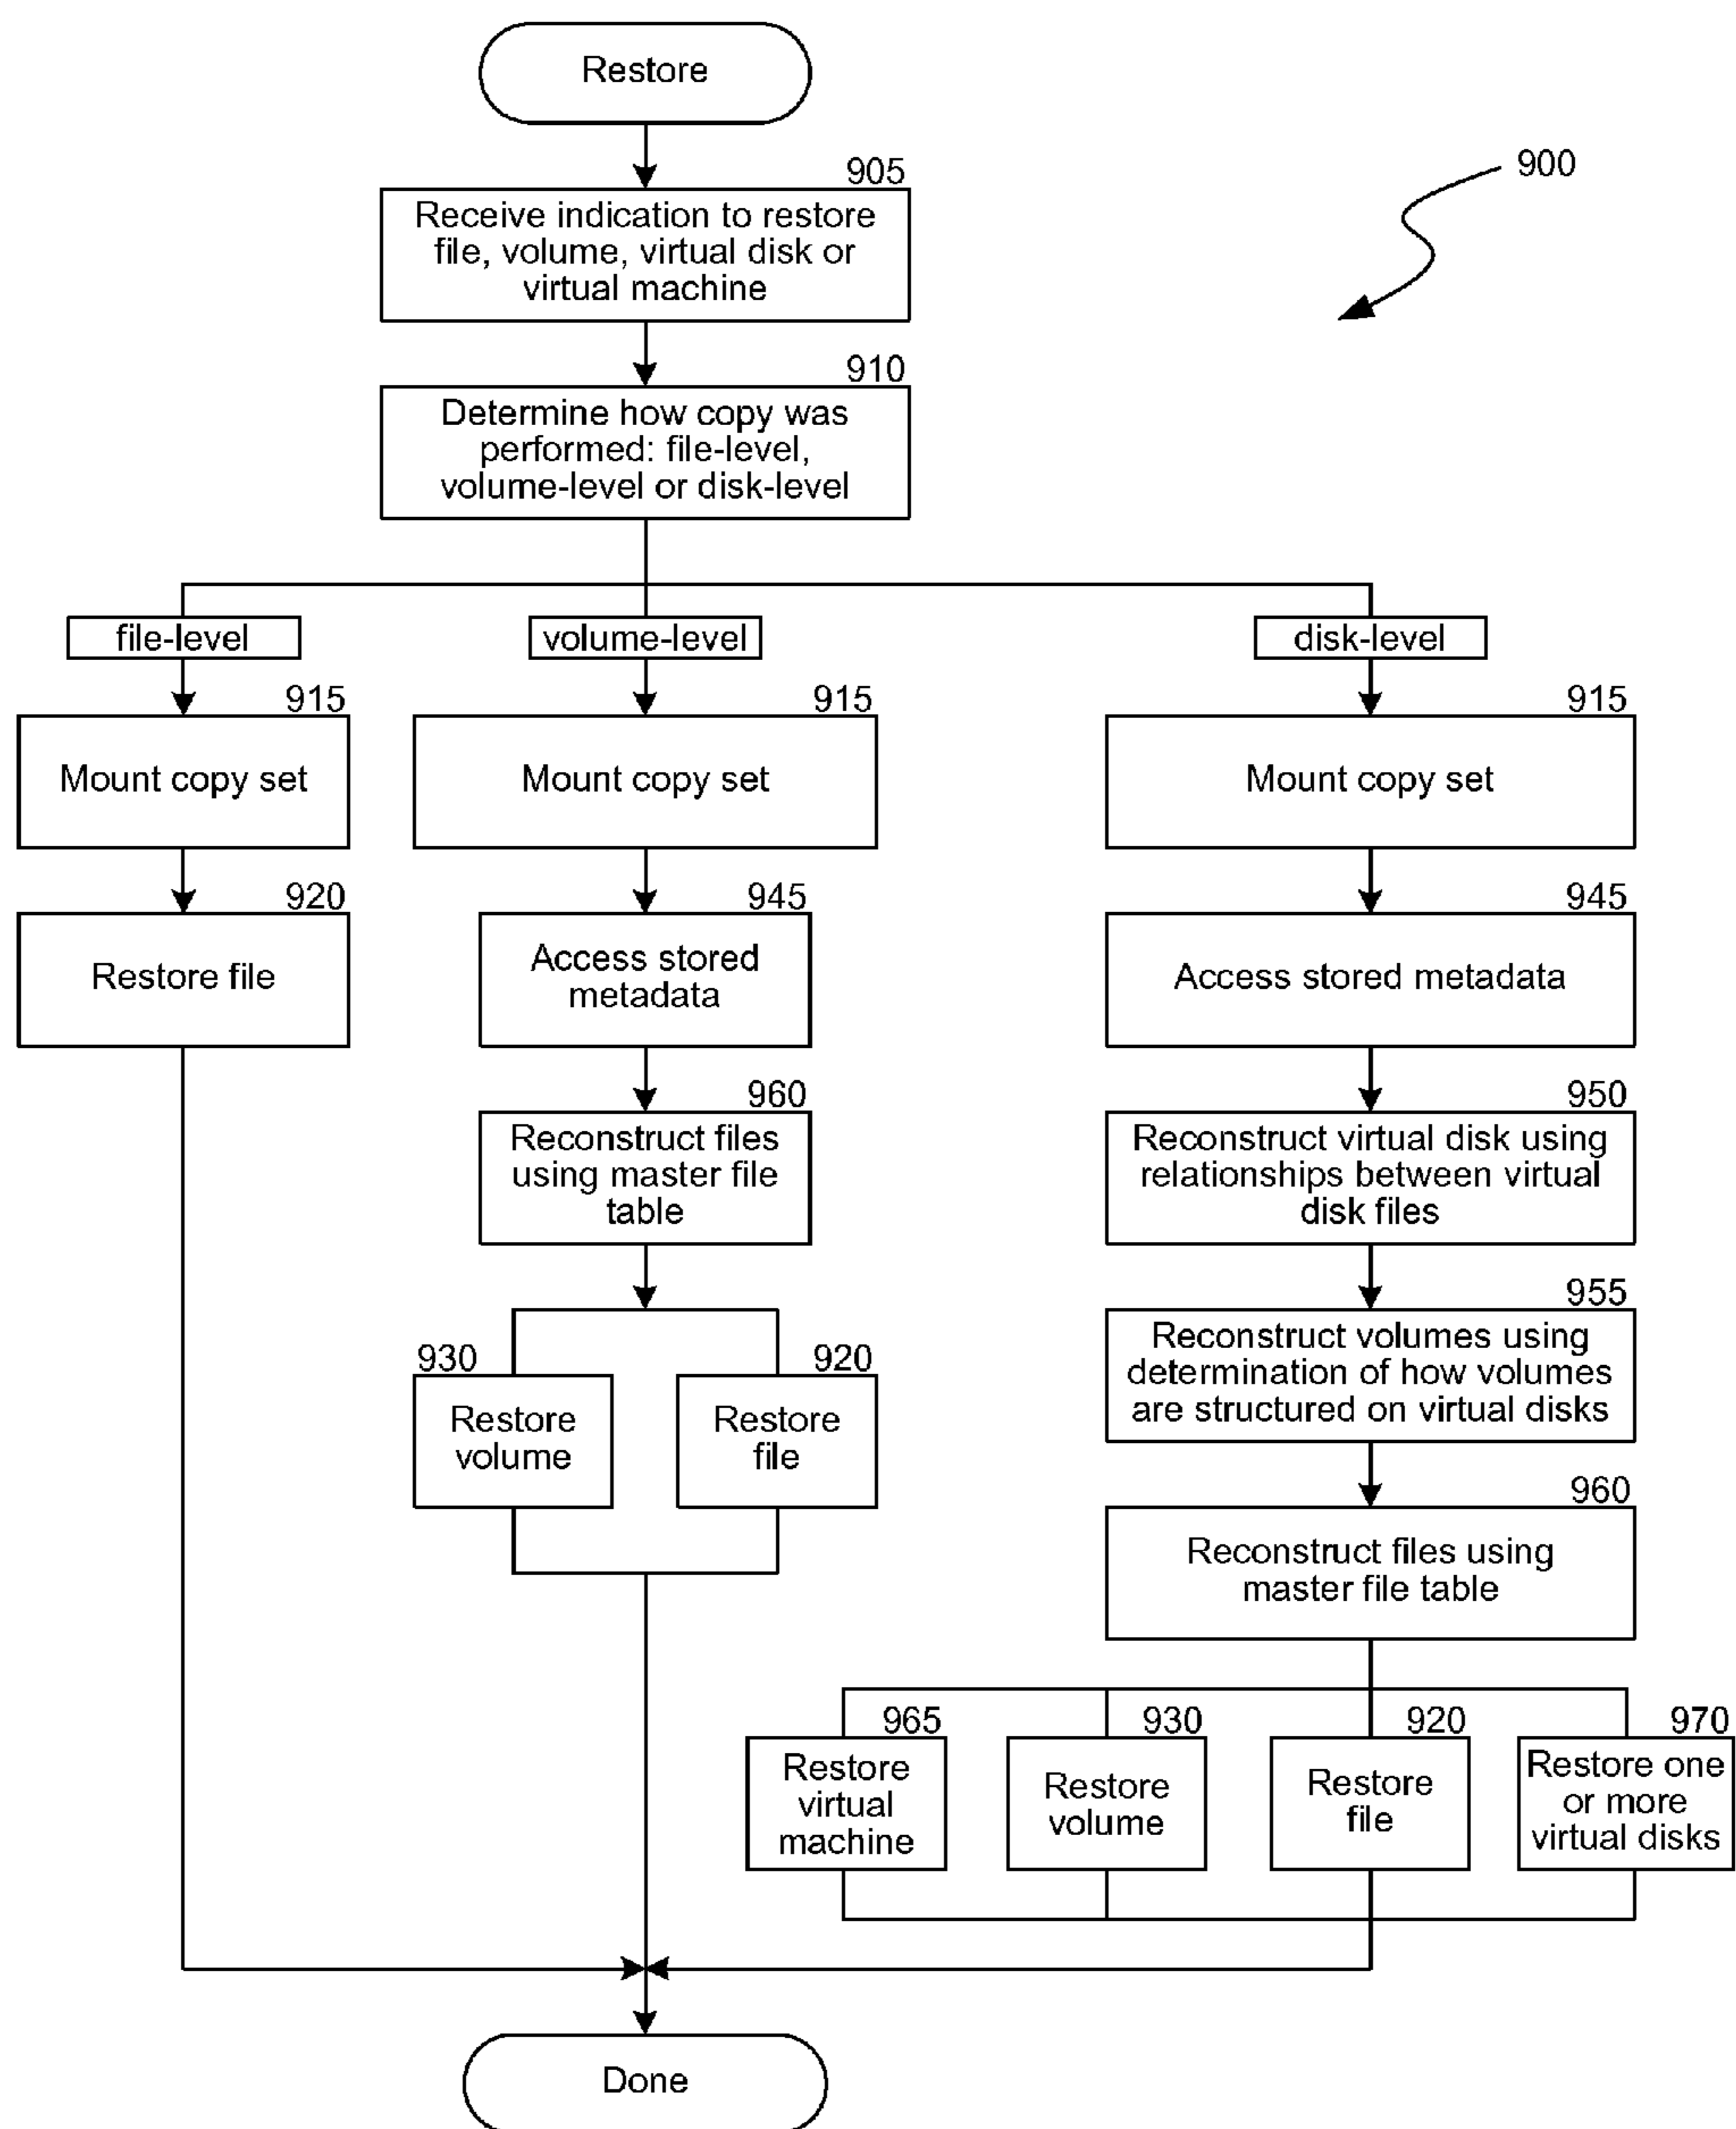 Restore
900
905
Receive indication to restore
file, volume, virtual disk or
virtual machine
910
Determine how copy was
performed: file-level,
volume-level or disk-level
file-level
volume-level
disk-level
915
Mount copy set
915
Mount copy set
915
Mount copy set
920
Restore file
945
Access stored
metadata
945
Access stored metadata
960
Reconstruct files
using master file
table
950
Reconstruct virtual disk using
relationships between virtual
disk files
955
Reconstruct volumes using
determination of how volumes
are structured on virtual disks
930
Restore
volume
920
Restore
file
960
Reconstruct files using
master file table
965
Restore
virtual
machine
930
Restore
volume
920
Restore
file
970
Restore one
or more
virtual disks
Done